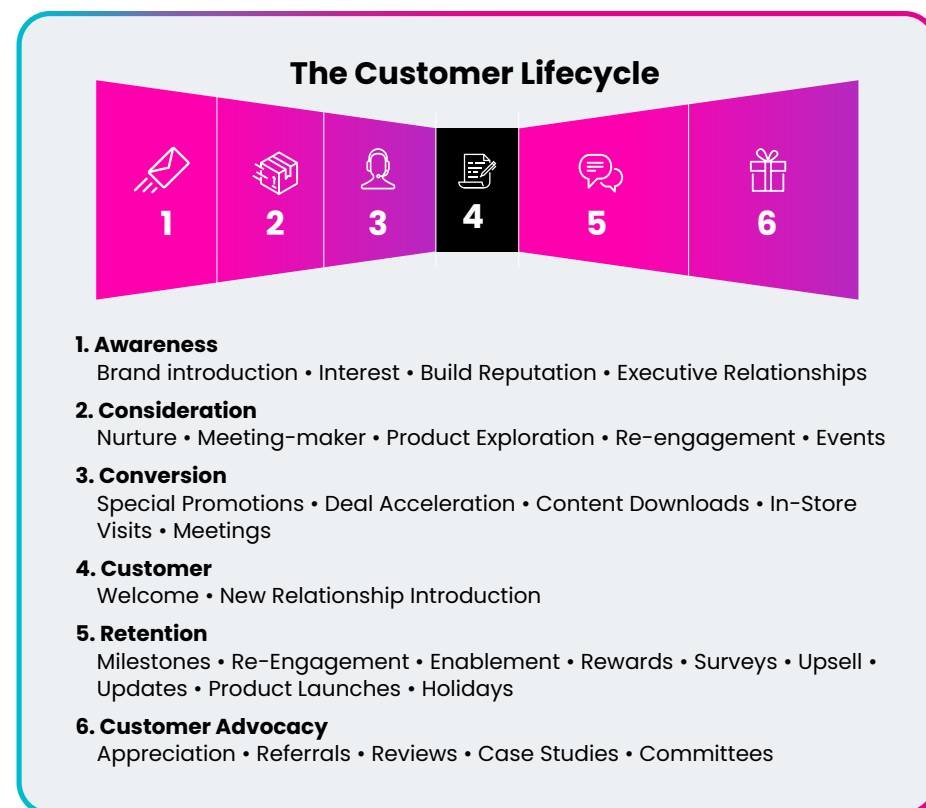 The Customer Lifecycle
1 2 3 4 5 6
1. Awareness
Brand introduction • Interest • Build Reputation • Executive Relationships
2. Consideration
Nurture • Meeting-maker • Product Exploration • Re-engagement • Events
3. Conversion
Special Promotions • Deal Acceleration • Content Downloads • In-Store
Visits • Meetings
4. Customer
Welcome • New Relationship Introduction
5. Retention
Milestones • Re-Engagement • Enablement • Rewards • Surveys • Upsell •
Updates • Product Launches • Holidays
6. Customer Advocacy
Appreciation • Referrals • Reviews • Case Studies • Committees